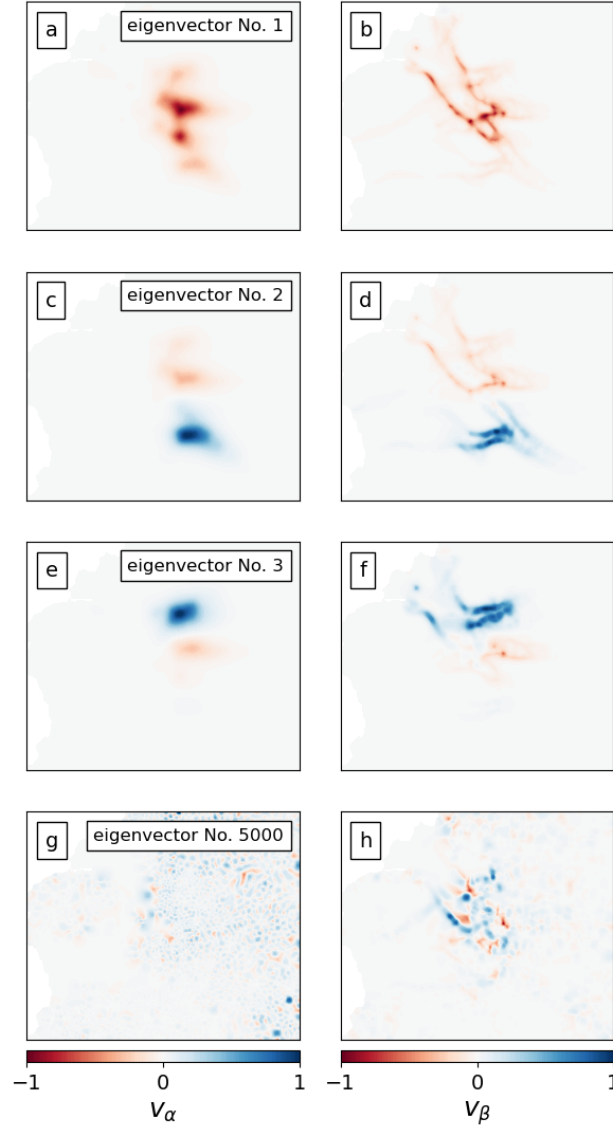 a eigenvector No. 1 b
c eigenvector No. 2 d
e eigenvector No. 3 f
g eigenvector No. 5000 h
−1 0 1 −1 0 1
vα vβ